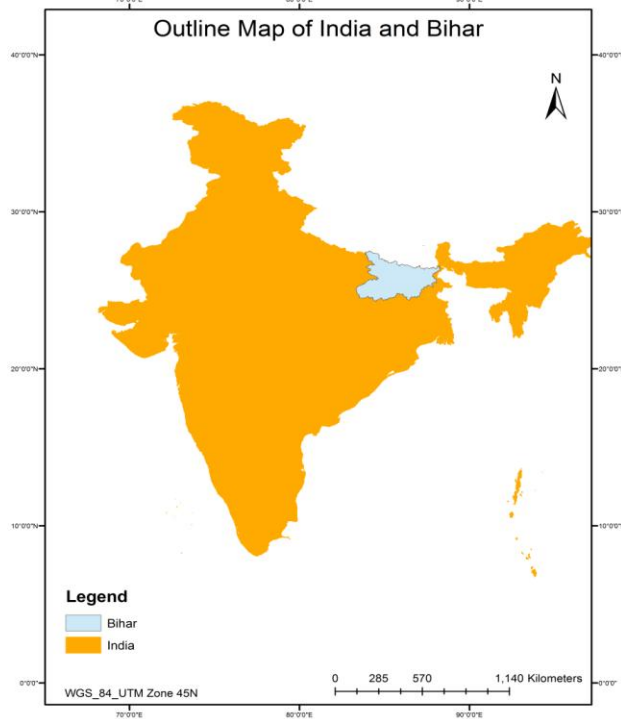 Outline Map of India and Bihar
40°0'0"N
40°0'0"N
N
30°0'0"N
30°0'0"N
20°0'0"N
20°0'0"N
10°0'0"N
10°0'0"N
Legend
Bihar
India
0 285 570 1,140 Kilometers
0°0'0"
0°0'0"
WGS_84_UTM Zone 45N
70°0'0"E
80°0'0"E
90°0'0"E